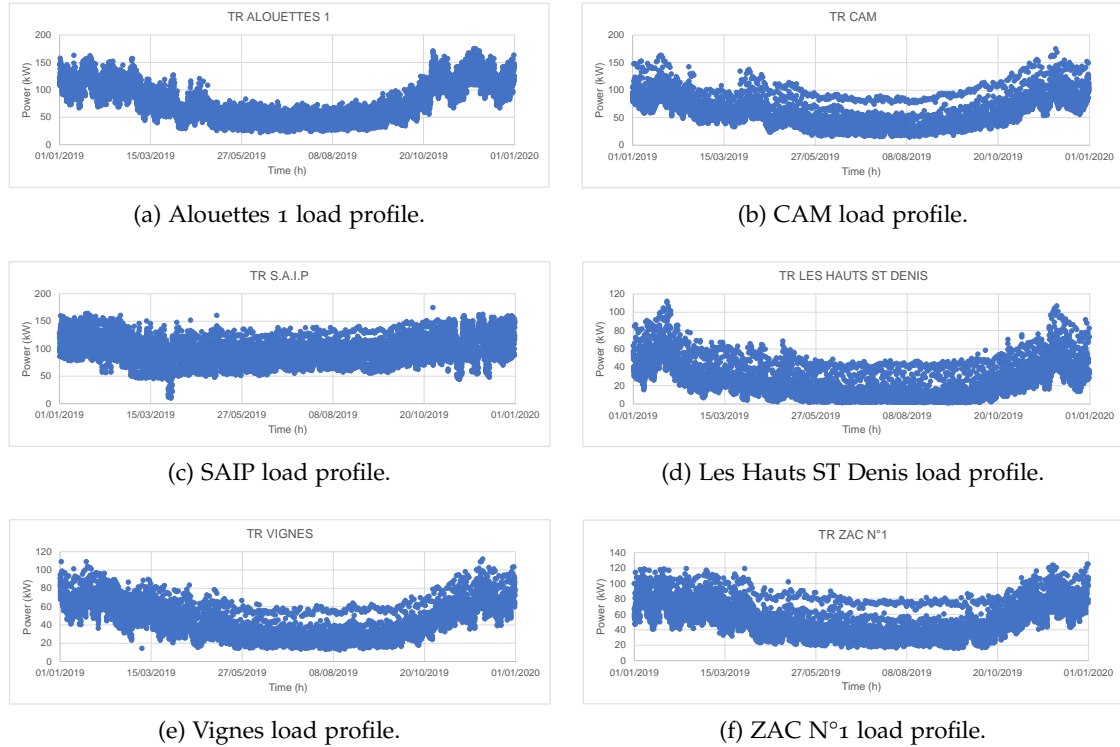 TR ALOUETTES 1
200
150
100
50
0
Power (kW)
01/01/2019 15/03/2019 27/05/2019 08/08/2019 20/10/2019 01/01/2020
Time (h)
(a) Alouettes 1 load profile.
TR CAM
200
150
100
50
0
Power (kW)
01/01/2019 15/03/2019 27/05/2019 08/08/2019 20/10/2019 01/01/2020
Time (h)
(b) CAM load profile.
TR S.A.I.P
200
150
100
50
0
Power (kW)
01/01/2019 15/03/2019 27/05/2019 08/08/2019 20/10/2019 01/01/2020
Time (h)
(c) SAIP load profile.
TR LES HAUTS ST DENIS
120
100
80
60
40
20
0
Power (kW)
01/01/2019 15/03/2019 27/05/2019 08/08/2019 20/10/2019 01/01/2020
Time (h)
(d) Les Hauts ST Denis load profile.
TR VIGNES
120
100
80
60
40
20
0
Power (kW)
01/01/2019 15/03/2019 27/05/2019 08/08/2019 20/10/2019 01/01/2020
Time (h)
(e) Vignes load profile.
TR ZAC N°1
140
120
100
80
60
40
20
0
Power (kW)
01/01/2019 15/03/2019 27/05/2019 08/08/2019 20/10/2019 01/01/2020
Time (h)
(f) ZAC N°1 load profile.